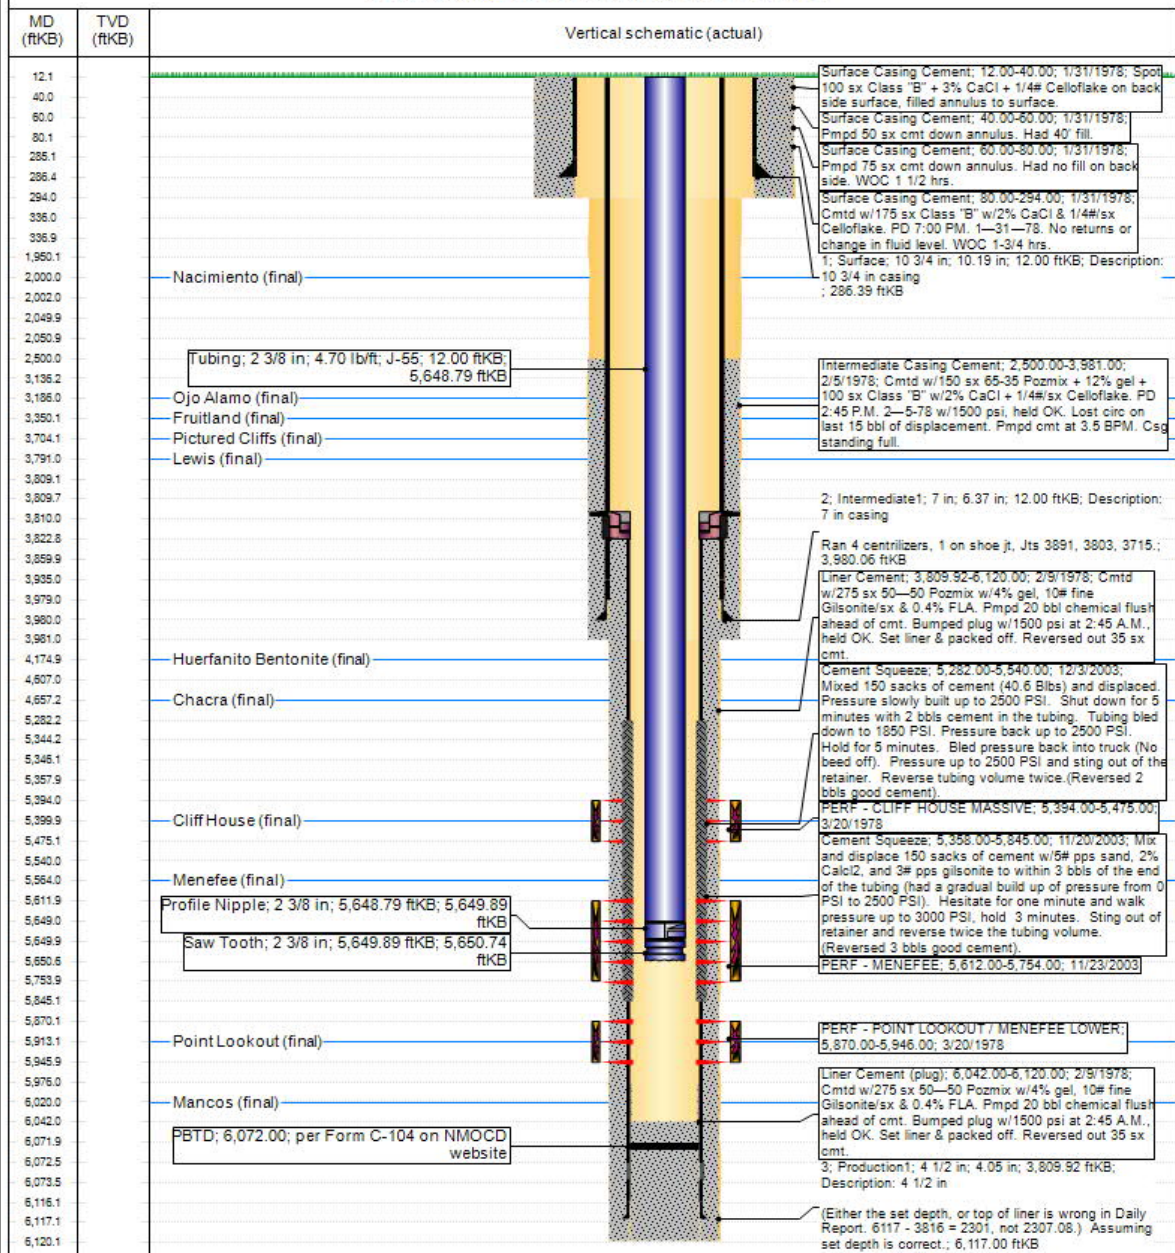 MD
(ftKB)
TVD
(ftKB)
Vertical schematic (actual)
12.1
40.0
60.0
80.1
285.1
286.4
294.0
336.0
336.9
1,950.1
2,000.0
2,002.0
2,049.9
2,050.9
2,500.0
3,136.2
3,186.0
3,350.1
3,704.1
3,791.0
3,809.1
3,809.7
3,810.0
3,822.8
3,859.9
3,935.0
3,979.0
3,980.0
3,981.0
4,174.9
4,607.0
4,657.2
5,282.2
5,344.2
5,346.1
5,357.9
5,394.0
5,399.9
5,475.1
5,540.0
5,564.0
5,611.9
5,649.0
5,649.9
5,650.6
5,753.9
5,845.1
5,870.1
5,913.1
5,945.9
5,976.0
6,020.0
6,042.0
6,071.9
6,072.5
6,073.5
6,116.1
6,117.1
6,120.1
Nacimiento (final)
Tubing; 2 3/8 in; 4.70 lb/ft; J-55; 12.00 ftKB;
5,648.79 ftKB
Ojo Alamo (final)
Fruitland (final)
Pictured Cliffs (final)
Lewis (final)
Huerfanito Bentonite (final)
Chacra (final)
Cliff House (final)
Menefee (final)
Profile Nipple; 2 3/8 in; 5,648.79 ftKB; 5,649.89
ftKB
Saw Tooth; 2 3/8 in; 5,649.89 ftKB; 5,650.74
ftKB
Point Lookout (final)
Mancos (final)
PBTD; 6,072.00; per Form C-104 on NMOCD
website
Surface Casing Cement; 12.00-40.00; 1/31/1978; Spot
100 sx Class "B" + 3% CaCl + 1/4# Celloflake on back
side surface, filled annulus to surface.
Surface Casing Cement; 40.00-60.00; 1/31/1978;
Pmpd 50 sx cmt down annulus. Had 40' fill.
Surface Casing Cement; 60.00-80.00; 1/31/1978;
Pmpd 75 sx cmt down annulus. Had no fill on back
side. WOC 1 1/2 hrs.
Surface Casing Cement; 80.00-294.00; 1/31/1978;
Cmtd w/175 sx Class "B" w/2% CaCl & 1/4#/sx
Celloflake. PD 7:00 PM. 1—31—78. No returns or
change in fluid level. WOC 1-3/4 hrs.
1; Surface; 10 3/4 in; 10.19 in; 12.00 ftKB; Description:
10 3/4 in casing
; 286.39 ftKB
Intermediate Casing Cement; 2,500.00-3,981.00;
2/5/1978; Cmtd w/150 sx 65-35 Pozmix + 12% gel +
100 sx Class "B" w/2% CaCl + 1/4#/sx Celloflake. PD
2:45 P.M. 2—5-78 w/1500 psi, held OK. Lost circ on
last 15 bbl of displacement. Pmpd cmt at 3.5 BPM. Csg
standing full.
2; Intermediate1; 7 in; 6.37 in; 12.00 ftKB; Description:
7 in casing
Ran 4 centrilizers, 1 on shoe jt, Jts 3891, 3803, 3715.;
3,980.06 ftKB
Liner Cement; 3,809.92-6,120.00; 2/9/1978; Cmtd
w/275 sx 50—50 Pozmix w/4% gel, 10# fine
Gilsonite/sx & 0.4% FLA. Pmpd 20 bbl chemical flush
ahead of cmt. Bumped plug w/1500 psi at 2:45 A.M.,
held OK. Set liner & packed off. Reversed out 35 sx
cmt.
Cement Squeeze; 5,282.00-5,540.00; 12/3/2003;
Mixed 150 sacks of cement (40.6 Blbs) and displaced.
Pressure slowly built up to 2500 PSI. Shut down for 5
minutes with 2 bbls cement in the tubing. Tubing bled
down to 1850 PSI. Pressure back up to 2500 PSI.
Hold for 5 minutes. Bled pressure back into truck (No
beed off). Pressure up to 2500 PSI and sting out of the
retainer. Reverse tubing volume twice.(Reversed 2
bbls good cement).
PERF - CLIFF HOUSE MASSIVE; 5,394.00-5,475.00;
3/20/1978
Cement Squeeze; 5,358.00-5,845.00; 11/20/2003; Mix
and displace 150 sacks of cement w/5# pps sand, 2%
Calcl2, and 3# pps gilsonite to within 3 bbls of the end
of the tubing (had a gradual build up of pressure from 0
PSI to 2500 PSI). Hesitate for one minute and walk
pressure up to 3000 PSI, hold 3 minutes. Sting out of
retainer and reverse twice the tubing volume.
(Reversed 3 bbls good cement).
PERF - MENEFEE; 5,612.00-5,754.00; 11/23/2003
PERF - POINT LOOKOUT / MENEFEE LOWER;
5,870.00-5,946.00; 3/20/1978
Liner Cement (plug); 6,042.00-6,120.00; 2/9/1978;
Cmtd w/275 sx 50—50 Pozmix w/4% gel, 10# fine
Gilsonite/sx & 0.4% FLA. Pmpd 20 bbl chemical flush
ahead of cmt. Bumped plug w/1500 psi at 2:45 A.M.,
held OK. Set liner & packed off. Reversed out 35 sx
cmt.
3; Production1; 4 1/2 in; 4.05 in; 3,809.92 ftKB;
Description: 4 1/2 in
(Either the set depth, or top of liner is wrong in Daily
Report. 6117 - 3816 = 2301, not 2307.08.) Assuming
set depth is correct.; 6,117.00 ftKB